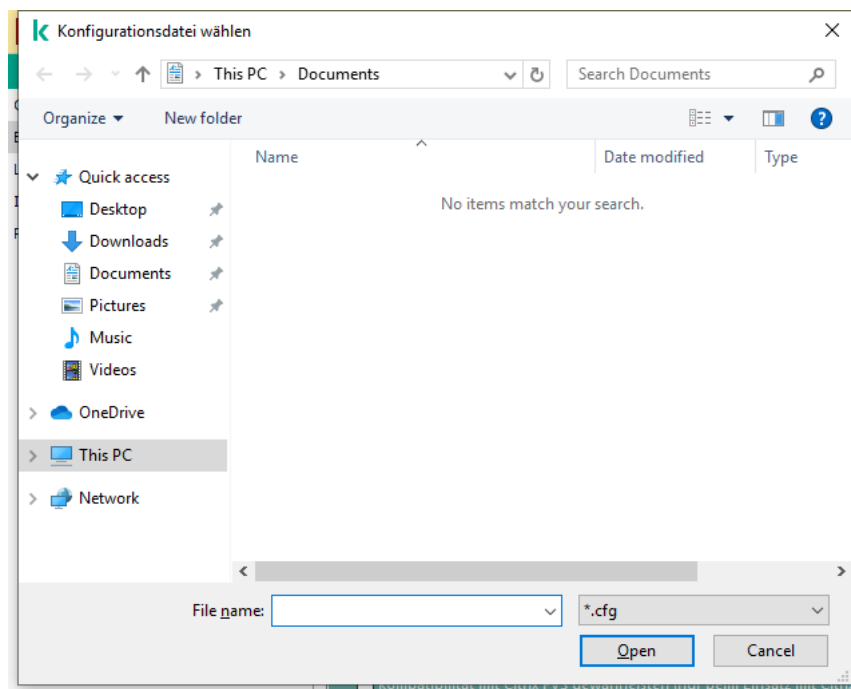 Konfigurationsdatei wählen
This PC > Documents
Search Documents
Organize
New folder
Name
Date modified
Type
Quick access
No items match your search.
Desktop
Downloads
Documents
Pictures
Music
Videos
OneDrive
This PC
Network
File name:
*.cfg
Open
Cancel